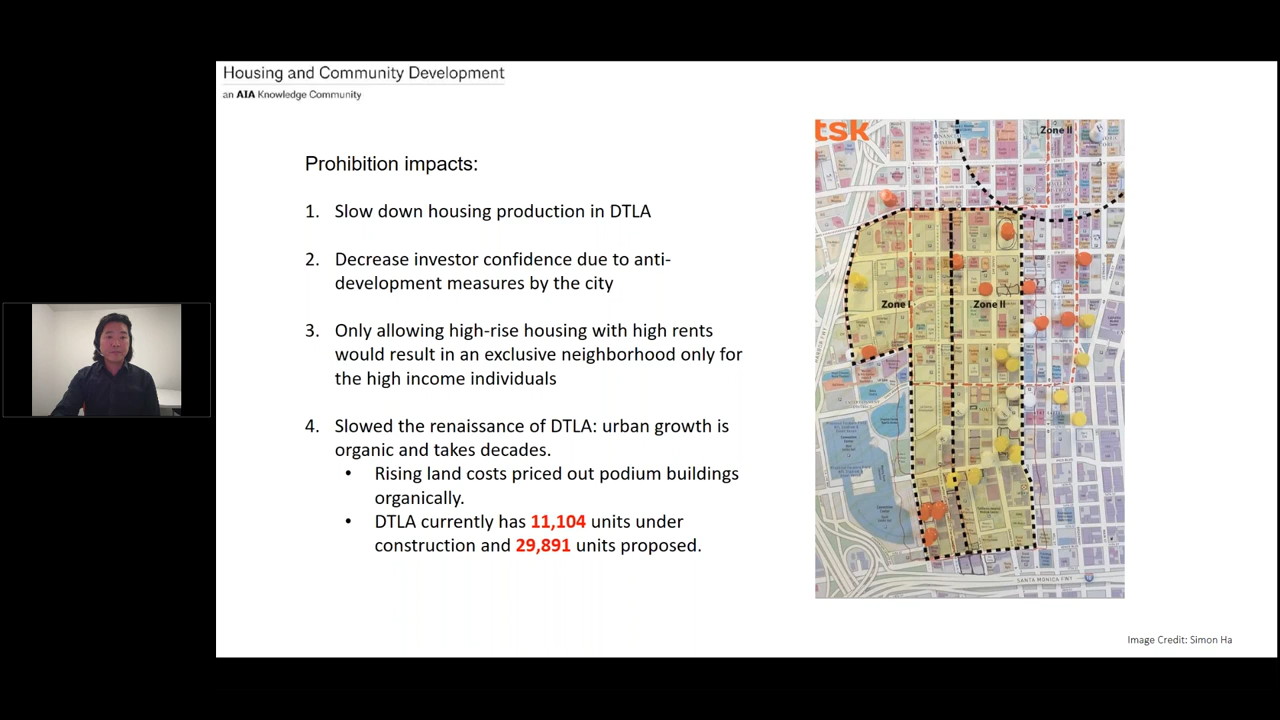 Housing and Community Development
an AIA Knowledge Community
Prohibition impacts:
1. Slow down housing production in DTLA
2. Decrease investor confidence due to anti-
development measures by the city
3. Only allowing high-rise housing with high rents
would result in an exclusive neighborhood only for
the high income individuals
4. Slowed the renaissance of DTLA: urban growth is
organic and takes decades.
• Rising land costs priced out podium buildings
organically.
• DTLA currently has 11,104 units under
construction and 29,891 units proposed.
tsk
Zone II
Zone I
Zone II
SANTA MONICA FWY
Image Credit: Simon Ha